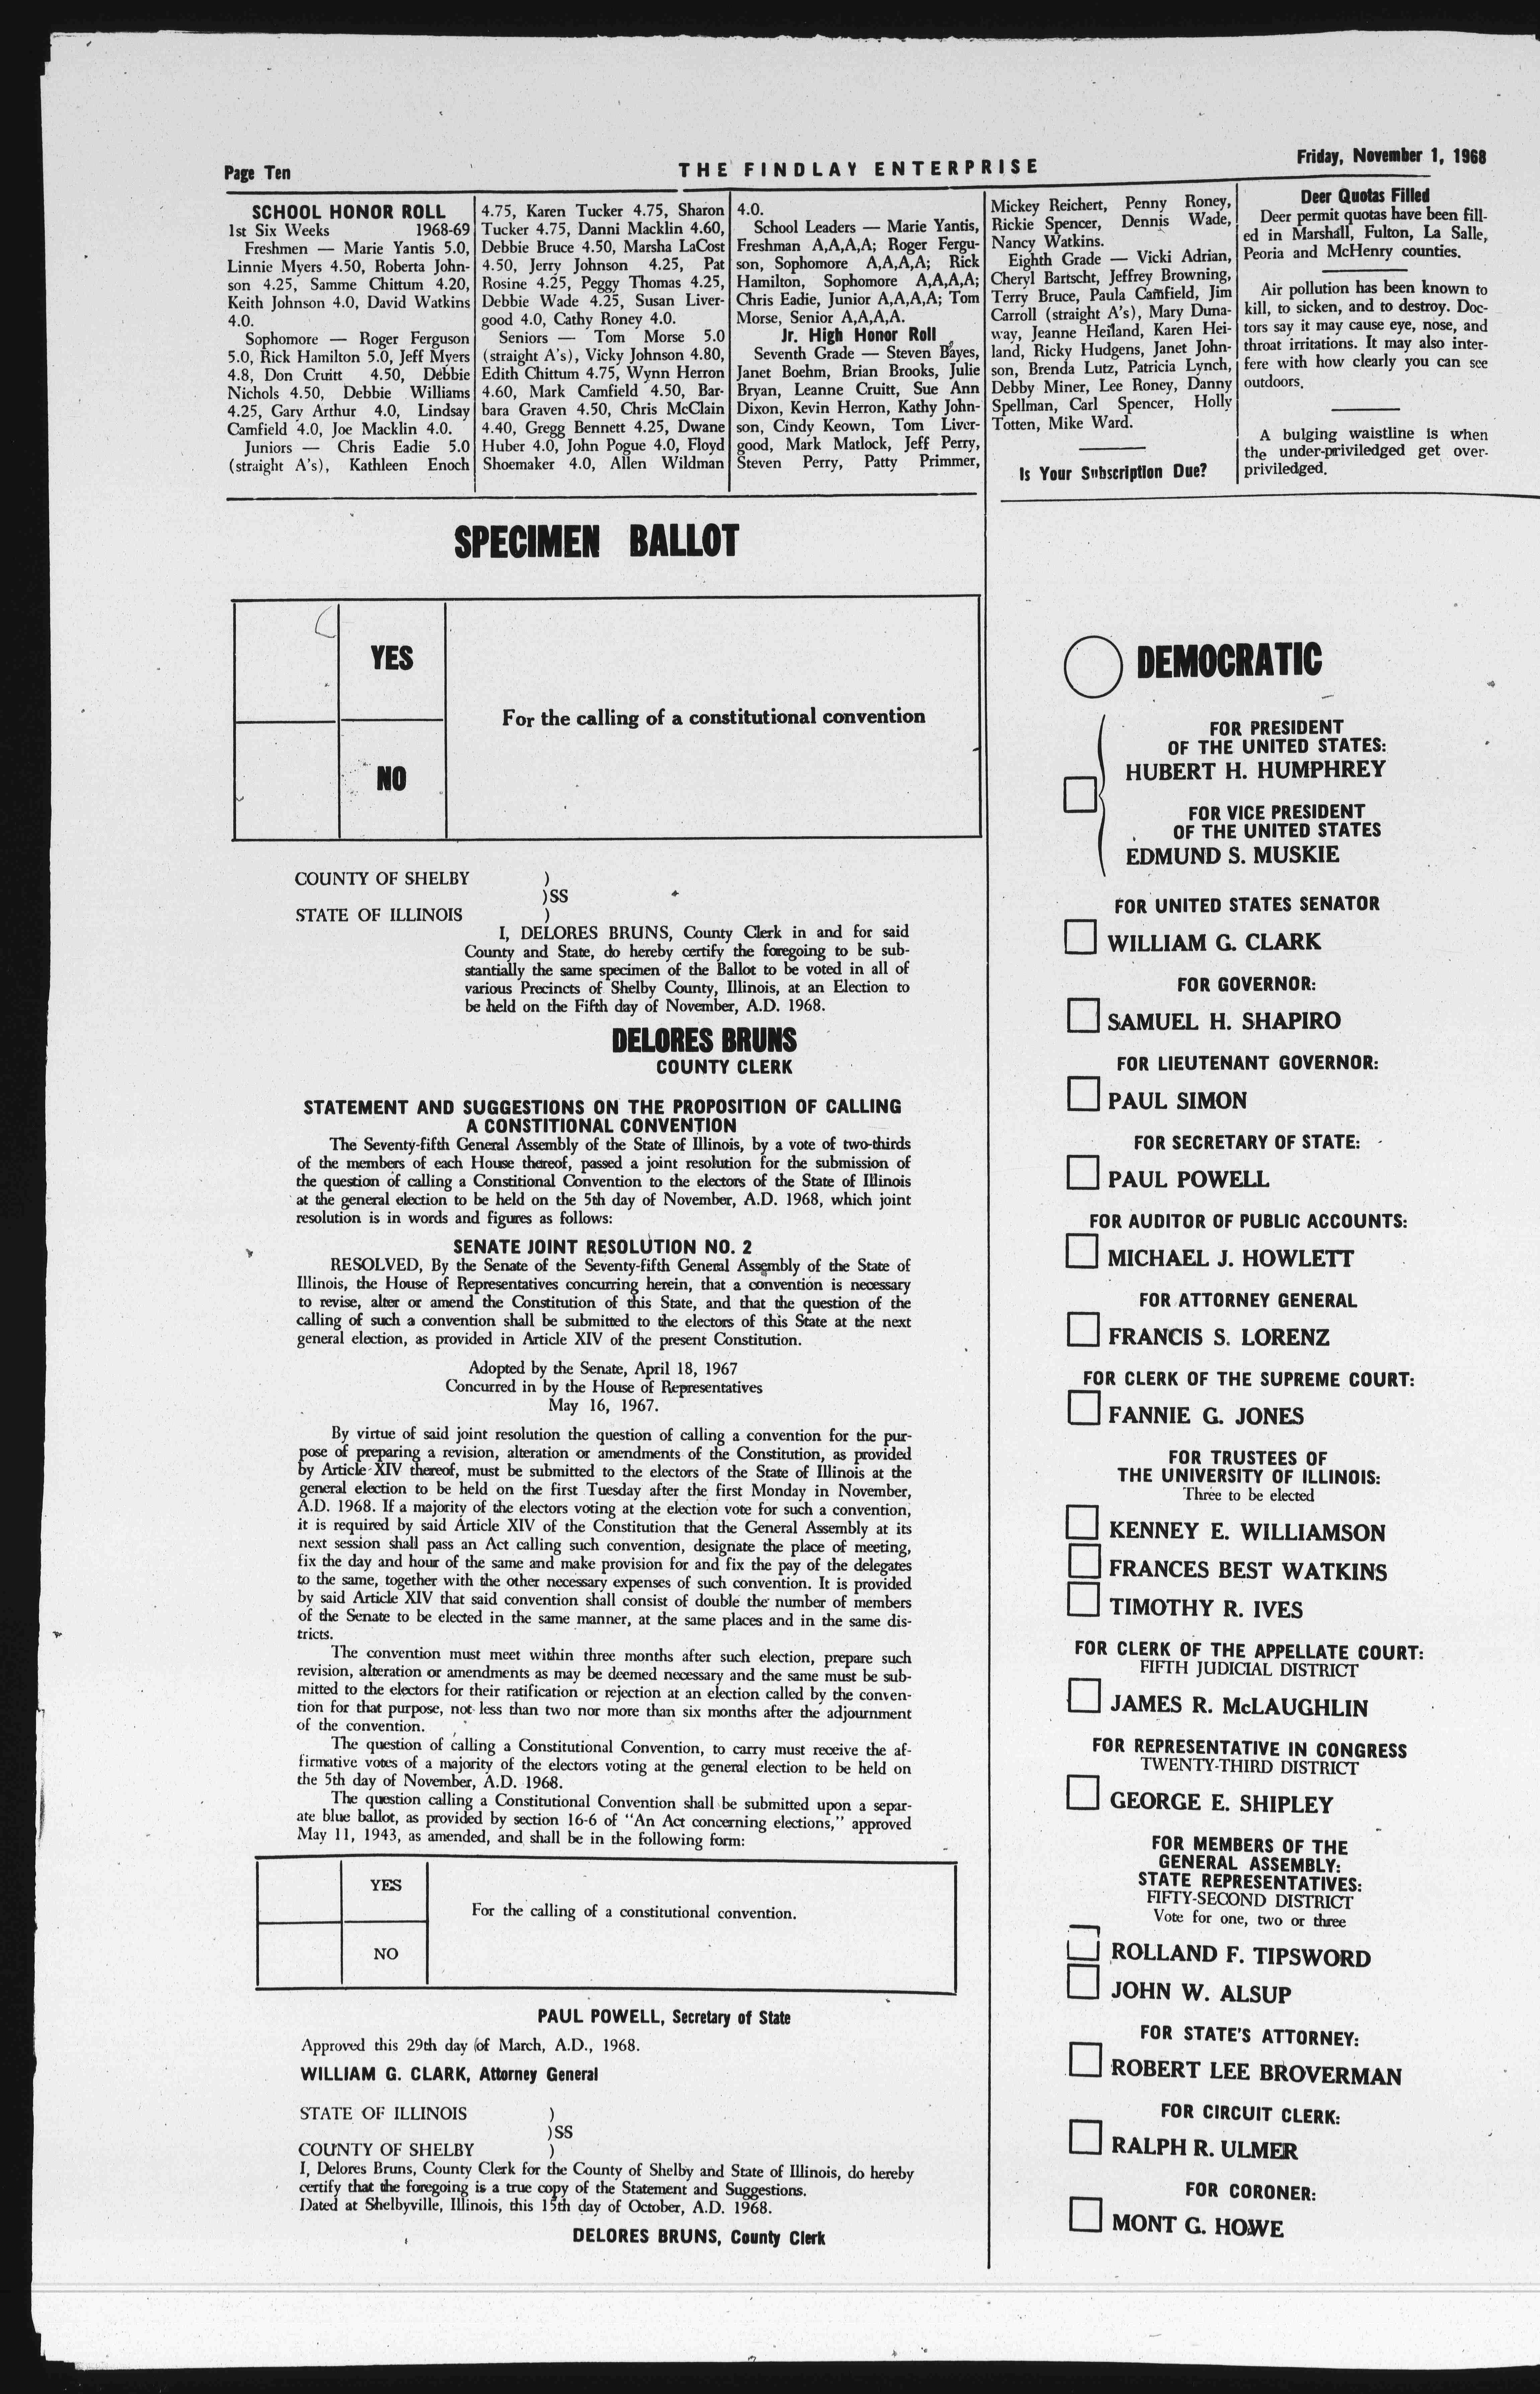 Page Ten
THE FINDLAY ENTERPRISE
Friday, November 1, 1968
SCHOOL HONOR ROLL
1st Six Weeks 1968-69
Freshmen — Marie Yantis 5.0,
Linnie Myers 4.50, Roberta John-
son 4.25, Samme Chittum 4.20,
Keith Johnson 4.0, David Watkins
4.0.
Sophomore — Roger Ferguson
5.0, Rick Hamilton 5.0, Jeff Myers
4.8, Don Cruitt 4.50, Debbie
Nichols 4.50, Debbie Williams
4.25, Gary Arthur 4.0, Lindsay
Camfield 4.0, Joe Macklin 4.0.
Juniors — Chris Eadie 5.0
(straight A's), Kathleen Enoch
4.75, Karen Tucker 4.75, Sharon
Tucker 4.75, Danni Macklin 4.60,
Debbie Bruce 4.50, Marsha LaCost
4.50, Jerry Johnson 4.25, Pat
Rosine 4.25, Peggy Thomas 4.25,
Debbie Wade 4.25, Susan Liver-
good 4.0, Cathy Roney 4.0.
Seniors — Tom Morse 5.0
(straight A's), Vicky Johnson 4.80,
Edith Chittum 4.75, Wynn Herron
4.60, Mark Camfield 4.50, Bar-
bara Graven 4.50, Chris McClain
4.40, Gregg Bennett 4.25, Dwane
Huber 4.0, John Pogue 4.0, Floyd
Shoemaker 4.0, Allen Wildman
4.0.
School Leaders — Marie Yantis,
Freshman A,A,A,A; Roger Fergu-
son, Sophomore A,A,A,A; Rick
Hamilton, Sophomore A,A,A,A;
Chris Eadie, Junior A,A,A,A; Tom
Morse, Senior A,A,A,A.
Jr. High Honor Roll
Seventh Grade — Steven Bayes,
Janet Boehm, Brian Brooks, Julie
Bryan, Leanne Cruitt, Sue Ann
Dixon, Kevin Herron, Kathy John-
son, Cindy Keown, Tom Liver-
good, Mark Matlock, Jeff Perry,
Steven Perry, Patty Primmer,
Mickey Reichert, Penny Roney,
Rickie Spencer, Dennis Wade,
Nancy Watkins.
Eighth Grade — Vicki Adrian,
Cheryl Bartscht, Jeffrey Browning,
Terry Bruce, Paula Camfield, Jim
Carroll (straight A's), Mary Duna-
way, Jeanne Heiland, Karen Hei-
land, Ricky Hudgens, Janet John-
son, Brenda Lutz, Patricia Lynch,
Debby Miner, Lee Roney, Danny
Spellman, Carl Spencer, Holly
Totten, Mike Ward.
Is Your Subscription Due?
Deer Quotas Filled
Deer permit quotas have been fill-
ed in Marshall, Fulton, La Salle,
Peoria and McHenry counties.
Air pollution has been known to
kill, to sicken, and to destroy. Doc-
tors say it may cause eye, nose, and
throat irritations. It may also inter-
fere with how clearly you can see
outdoors.
A bulging waistline is when
the under-priviledged get over-
priviledged.
SPECIMEN BALLOT
YES
NO
For the calling of a constitutional convention
COUNTY OF SHELBY )
)SS
STATE OF ILLINOIS )
I, DELORES BRUNS, County Clerk in and for said
County and State, do hereby certify the foregoing to be sub-
stantially the same specimen of the Ballot to be voted in all of
various Precincts of Shelby County, Illinois, at an Election to
be held on the Fifth day of November, A.D. 1968.
DELORES BRUNS
COUNTY CLERK
STATEMENT AND SUGGESTIONS ON THE PROPOSITION OF CALLING
A CONSTITIONAL CONVENTION
The Seventy-fifth General Assembly of the State of Illinois, by a vote of two-thirds
of the members of each House thereof, passed a joint resolution for the submission of
the question of calling a Constitional Convention to the electors of the State of Illinois
at the general election to be held on the 5th day of November, A.D. 1968, which joint
resolution is in words and figures as follows:
SENATE JOINT RESOLUTION NO. 2
RESOLVED, By the Senate of the Seventy-fifth General Assembly of the State of
Illinois, the House of Representatives concurring herein, that a convention is necessary
to revise, alter or amend the Constitution of this State, and that the question of the
calling of such a convention shall be submitted to the electors of this State at the next
general election, as provided in Article XIV of the present Constitution.
Adopted by the Senate, April 18, 1967
Concurred in by the House of Representatives
May 16, 1967.
By virtue of said joint resolution the question of calling a convention for the pur-
pose of preparing a revision, alteration or amendments of the Constitution, as provided
by Article XIV thereof, must be submitted to the electors of the State of Illinois at the
general election to be held on the first Tuesday after the first Monday in November,
A.D. 1968. If a majority of the electors voting at the election vote for such a convention,
it is required by said Article XIV of the Constitution that the General Assembly at its
next session shall pass an Act calling such convention, designate the place of meeting,
fix the day and hour of the same and make provision for and fix the pay of the delegates
to the same, together with the other necessary expenses of such convention. It is provided
by said Article XIV that said convention shall consist of double the number of members
of the Senate to be elected in the same manner, at the same places and in the same dis-
tricts.
The convention must meet within three months after such election, prepare such
revision, alteration or amendments as may be deemed necessary and the same must be sub-
mitted to the electors for their ratification or rejection at an election called by the conven-
tion for that purpose, not less than two nor more than six months after the adjournment
of the convention.
The question of calling a Constitutional Convention, to carry must receive the af-
firmative votes of a majority of the electors voting at the general election to be held on
the 5th day of November, A.D. 1968.
The question calling a Constitutional Convention shall be submitted upon a separ-
ate blue ballot, as provided by section 16-6 of "An Act concerning elections," approved
May 11, 1943, as amended, and shall be in the following form:
YES
NO
For the calling of a constitutional convention.
PAUL POWELL, Secretary of State
Approved this 29th day of March, A.D., 1968.
WILLIAM G. CLARK, Attorney General
STATE OF ILLINOIS )
)SS
COUNTY OF SHELBY )
I, Delores Bruns, County Clerk for the County of Shelby and State of Illinois, do hereby
certify that the foregoing is a true copy of the Statement and Suggestions.
Dated at Shelbyville, Illinois, this 15th day of October, A.D. 1968.
DELORES BRUNS, County Clerk
DEMOCRATIC
FOR PRESIDENT
OF THE UNITED STATES:
HUBERT H. HUMPHREY
FOR VICE PRESIDENT
OF THE UNITED STATES
EDMUND S. MUSKIE
FOR UNITED STATES SENATOR
WILLIAM G. CLARK
FOR GOVERNOR:
SAMUEL H. SHAPIRO
FOR LIEUTENANT GOVERNOR:
PAUL SIMON
FOR SECRETARY OF STATE:
PAUL POWELL
FOR AUDITOR OF PUBLIC ACCOUNTS:
MICHAEL J. HOWLETT
FOR ATTORNEY GENERAL
FRANCIS S. LORENZ
FOR CLERK OF THE SUPREME COURT:
FANNIE G. JONES
FOR TRUSTEES OF
THE UNIVERSITY OF ILLINOIS:
Three to be elected
KENNEY E. WILLIAMSON
FRANCES BEST WATKINS
TIMOTHY R. IVES
FOR CLERK OF THE APPELLATE COURT:
FIFTH JUDICIAL DISTRICT
JAMES R. McLAUGHLIN
FOR REPRESENTATIVE IN CONGRESS
TWENTY-THIRD DISTRICT
GEORGE E. SHIPLEY
FOR MEMBERS OF THE
GENERAL ASSEMBLY:
STATE REPRESENTATIVES:
FIFTY-SECOND DISTRICT
Vote for one, two or three
ROLLAND F. TIPSWORD
JOHN W. ALSUP
FOR STATE'S ATTORNEY:
ROBERT LEE BROVERMAN
FOR CIRCUIT CLERK:
RALPH R. ULMER
FOR CORONER:
MONT G. HOWE